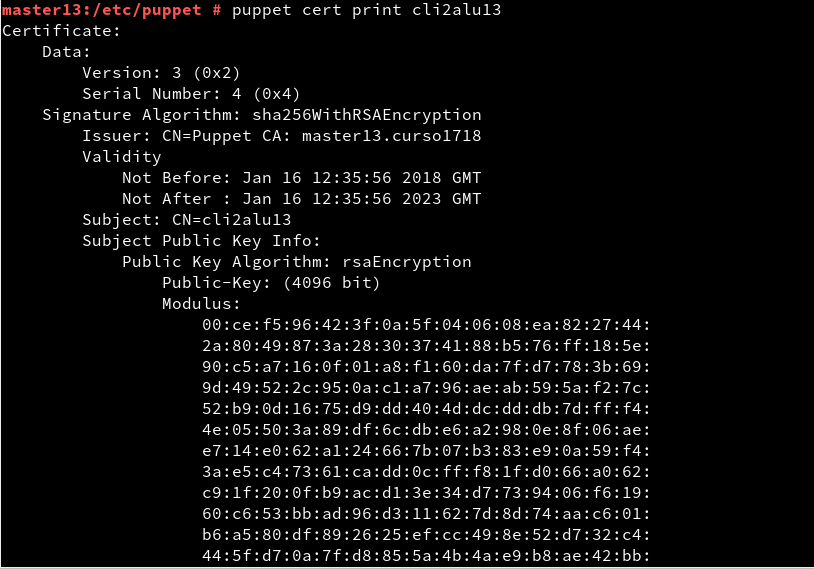 master13:/etc/puppet # puppet cert print cli2alu13
Certificate:
    Data:
        Version: 3 (0x2)
        Serial Number: 4 (0x4)
    Signature Algorithm: sha256WithRSAEncryption
        Issuer: CN=Puppet CA: master13.curso1718
        Validity
            Not Before: Jan 16 12:35:56 2018 GMT
            Not After : Jan 16 12:35:56 2023 GMT
        Subject: CN=cli2alu13
        Subject Public Key Info:
            Public Key Algorithm: rsaEncryption
                Public-Key: (4096 bit)
                Modulus:
                    00:ce:f5:96:42:3f:0a:5f:04:06:08:ea:82:27:44:
                    2a:80:49:87:3a:28:30:37:41:88:b5:76:ff:18:5e:
                    90:c5:a7:16:0f:01:a8:f1:60:da:7f:d7:78:3b:69:
                    9d:49:52:2c:95:0a:c1:a7:96:ae:ab:59:5a:f2:7c:
                    52:b9:0d:16:75:d9:dd:40:4d:dc:dd:db:7d:ff:f4:
                    4e:05:50:3a:89:df:6c:db:e6:a2:98:0e:8f:06:ae:
                    e7:14:e0:62:a1:24:66:7b:07:b3:83:e9:0a:59:f4:
                    3a:e5:c4:73:61:ca:dd:0c:ff:f8:1f:d0:66:a0:62:
                    c9:1f:20:0f:b9:ac:d1:3e:34:d7:73:94:06:f6:19:
                    60:c6:53:bb:ad:96:d3:11:62:7d:8d:74:aa:c6:01:
                    b6:a5:80:df:89:26:25:ef:cc:49:8e:52:d7:32:c4:
                    44:5f:d7:0a:7f:d8:85:5a:4b:4a:e9:b8:ae:42:bb: